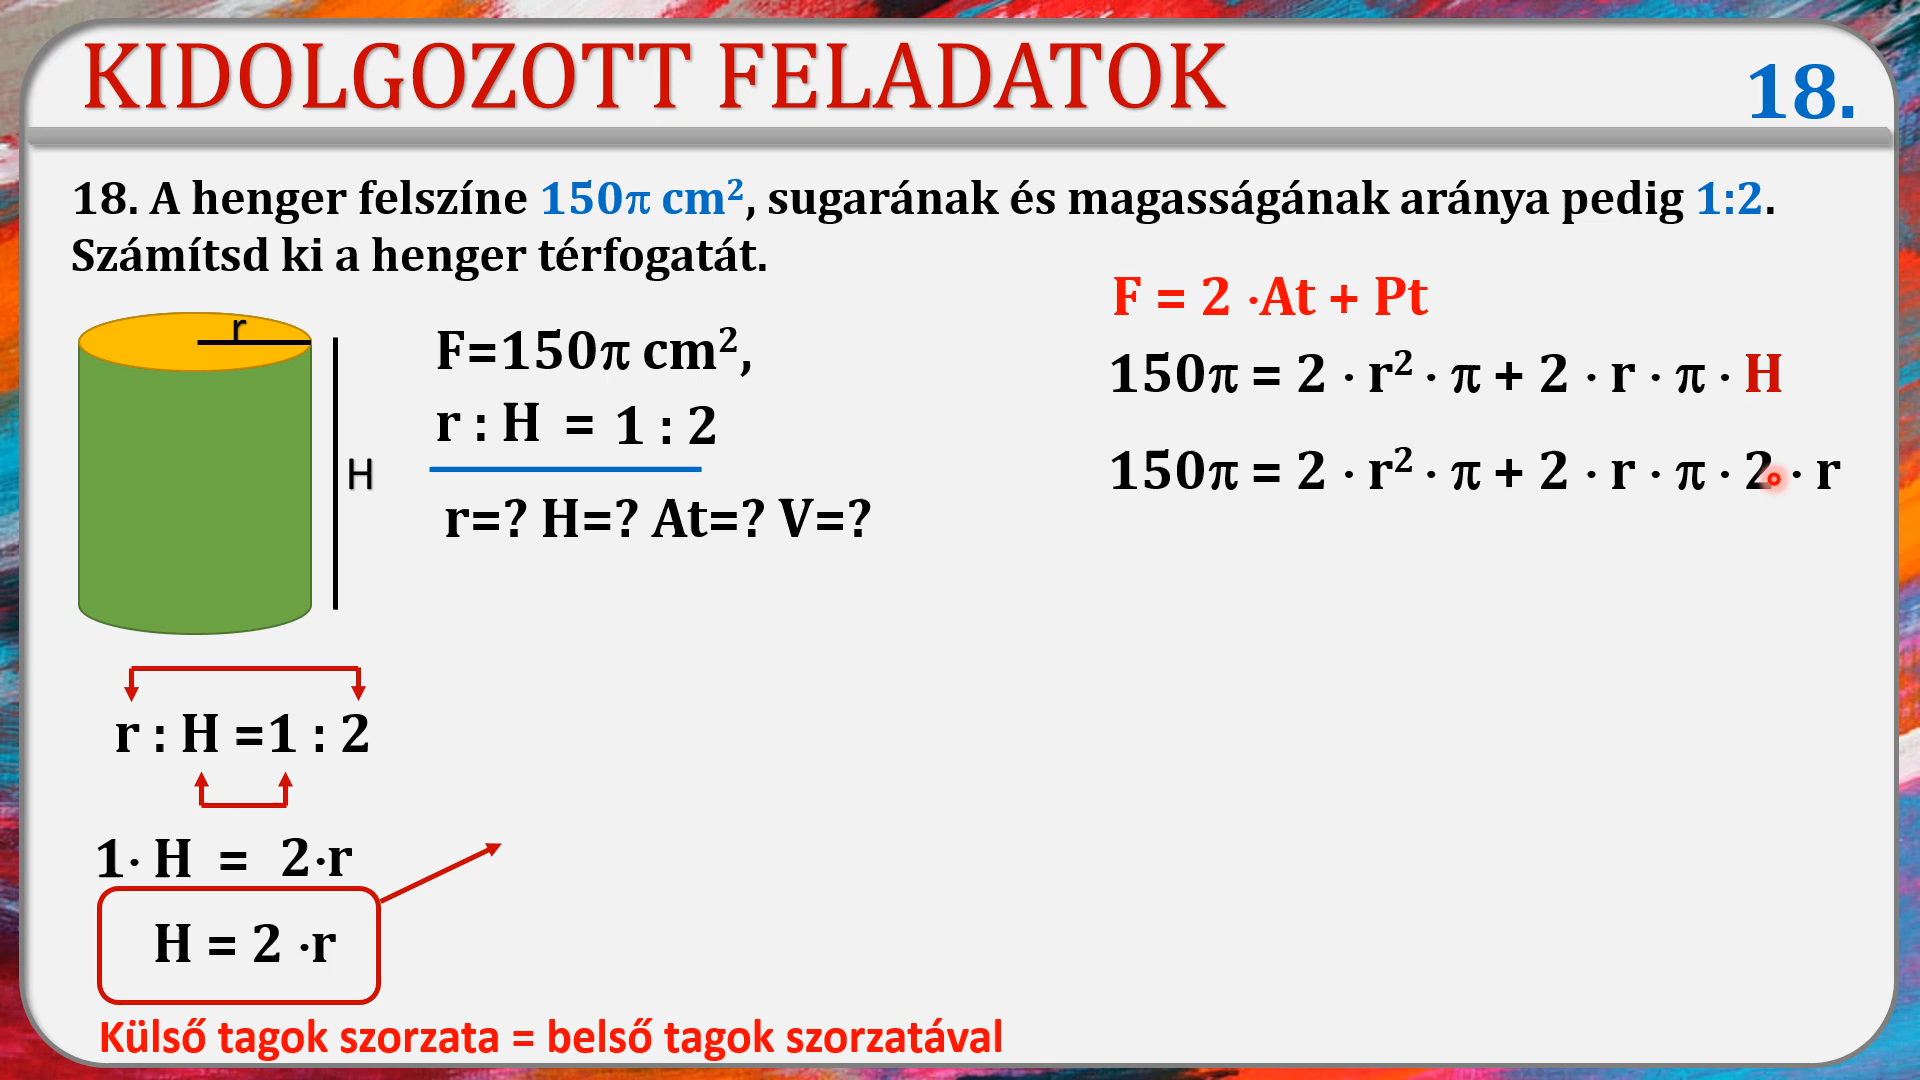 KIDOLGOZOTT FELADATOK
18.
18. A henger felszíne 150π cm², sugarának és magasságának aránya pedig 1:2.
Számítsd ki a henger térfogatát.
r
H
F=150π cm²,
r : H = 1 : 2
r=? H=? At=? V=?
F = 2 ·At + Pt
150π = 2 · r² · π + 2 · r · π · H
150π = 2 · r² · π + 2 · r · π · 2 · r
r : H =1 : 2
1· H = 2·r
H = 2 ·r
Külső tagok szorzata = belső tagok szorzatával